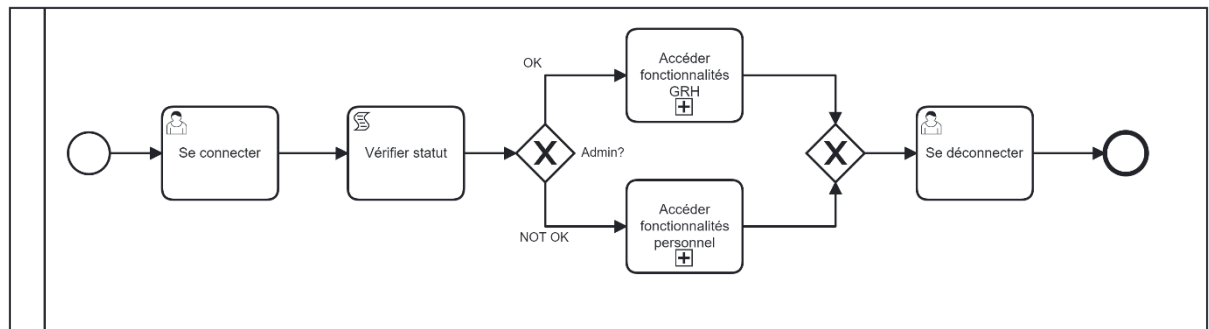 Se connecter
Vérifier statut
OK
Admin?
NOT OK
Accéder
fonctionnalités
GRH
Accéder
fonctionnalités
personnel
Se déconnecter